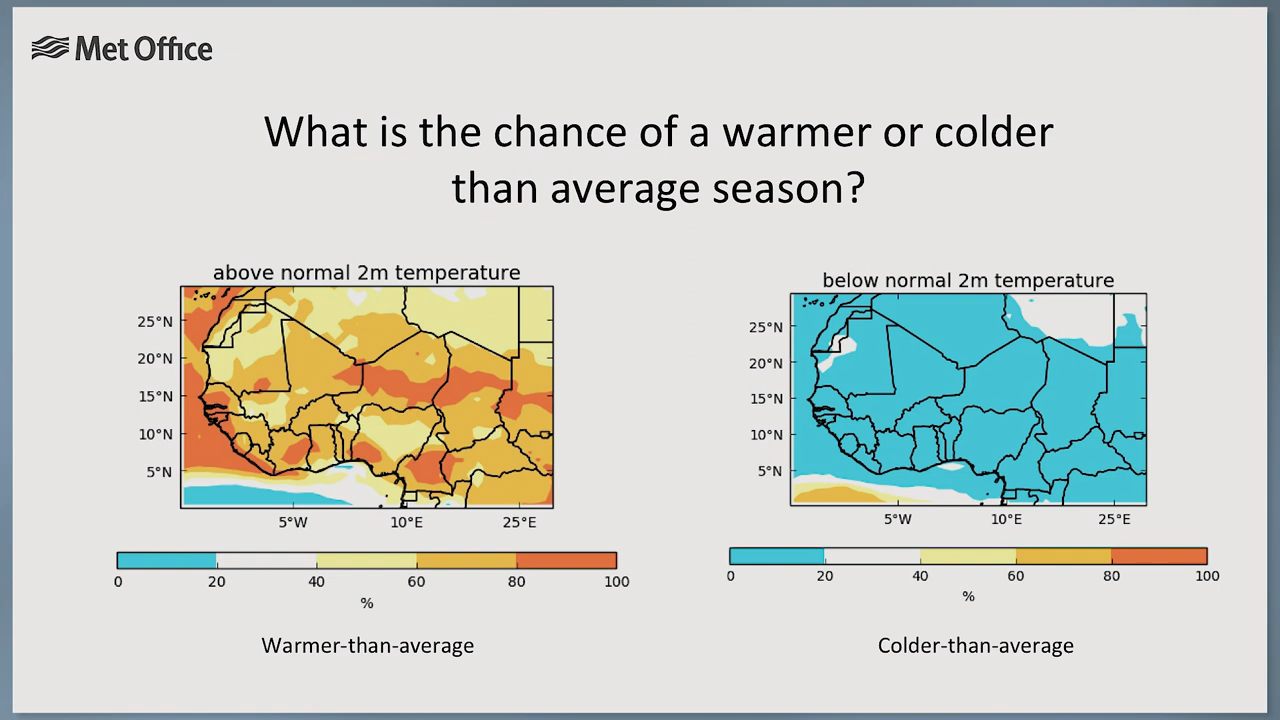 Met Office
What is the chance of a warmer or colder
than average season?
above normal 2m temperature
25°N
20°N
15°N
10°N
5°N
5°W 10°E 25°E
0 20 40 60 80 100
%
Warmer-than-average
below normal 2m temperature
25°N
20°N
15°N
10°N
5°N
5°W 10°E 25°E
0 20 40 60 80 100
%
Colder-than-average